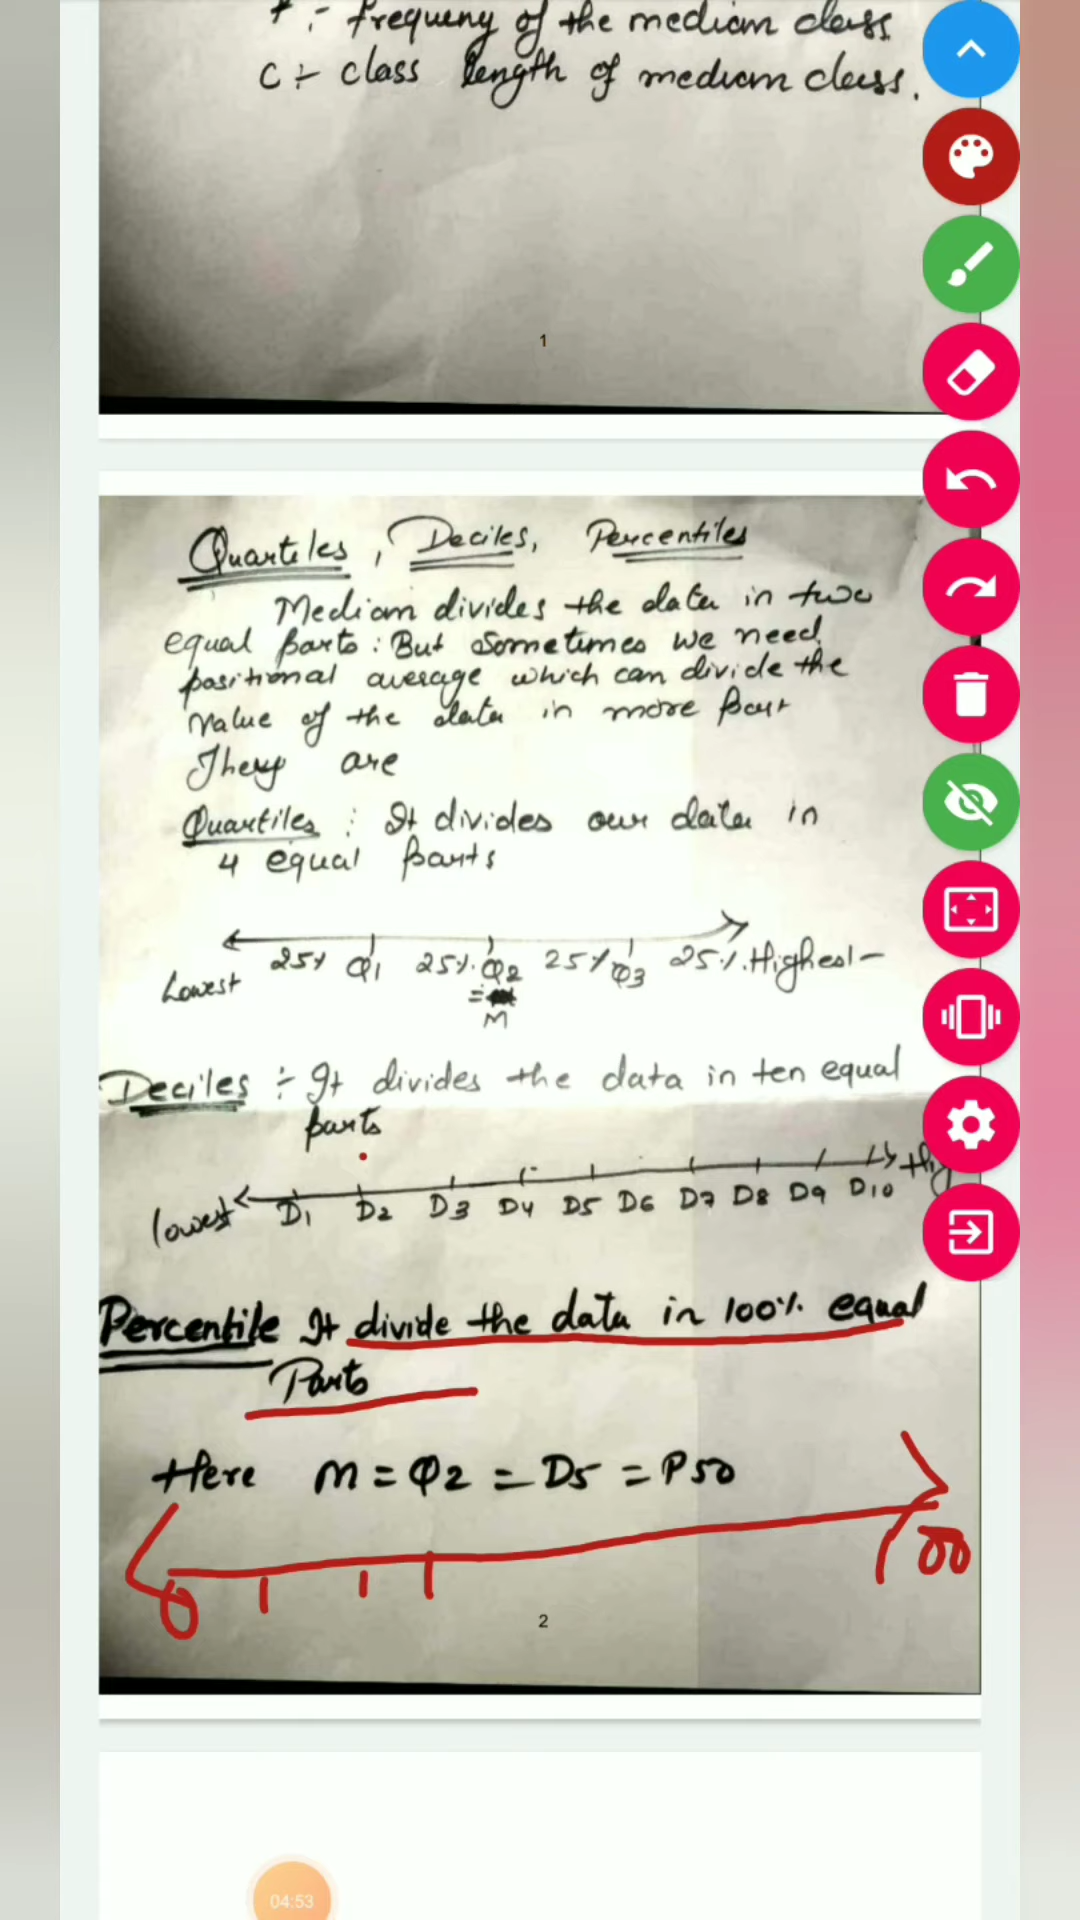 f :- frequeny of the median class
C :- class length of median class.
1
Quartiles, Deciles, Percentiles
Median divides the data in two
equal parts : But Sometimes we need
positional average which can divide the
value of the data in more part
They are
Quartiles : It divides our data in
4 equal parts
Lowest 25% Q1 25% Q2 25% Q3 25% Highest
= M
Deciles :- It divides the data in ten equal
parts
lowest D1 D2 D3 D4 D5 D6 D7 D8 D9 D10
Percentile It divide the data in 100% equal
Parts
Here M = Q2 = D5 = P50
0 100
2
04:53